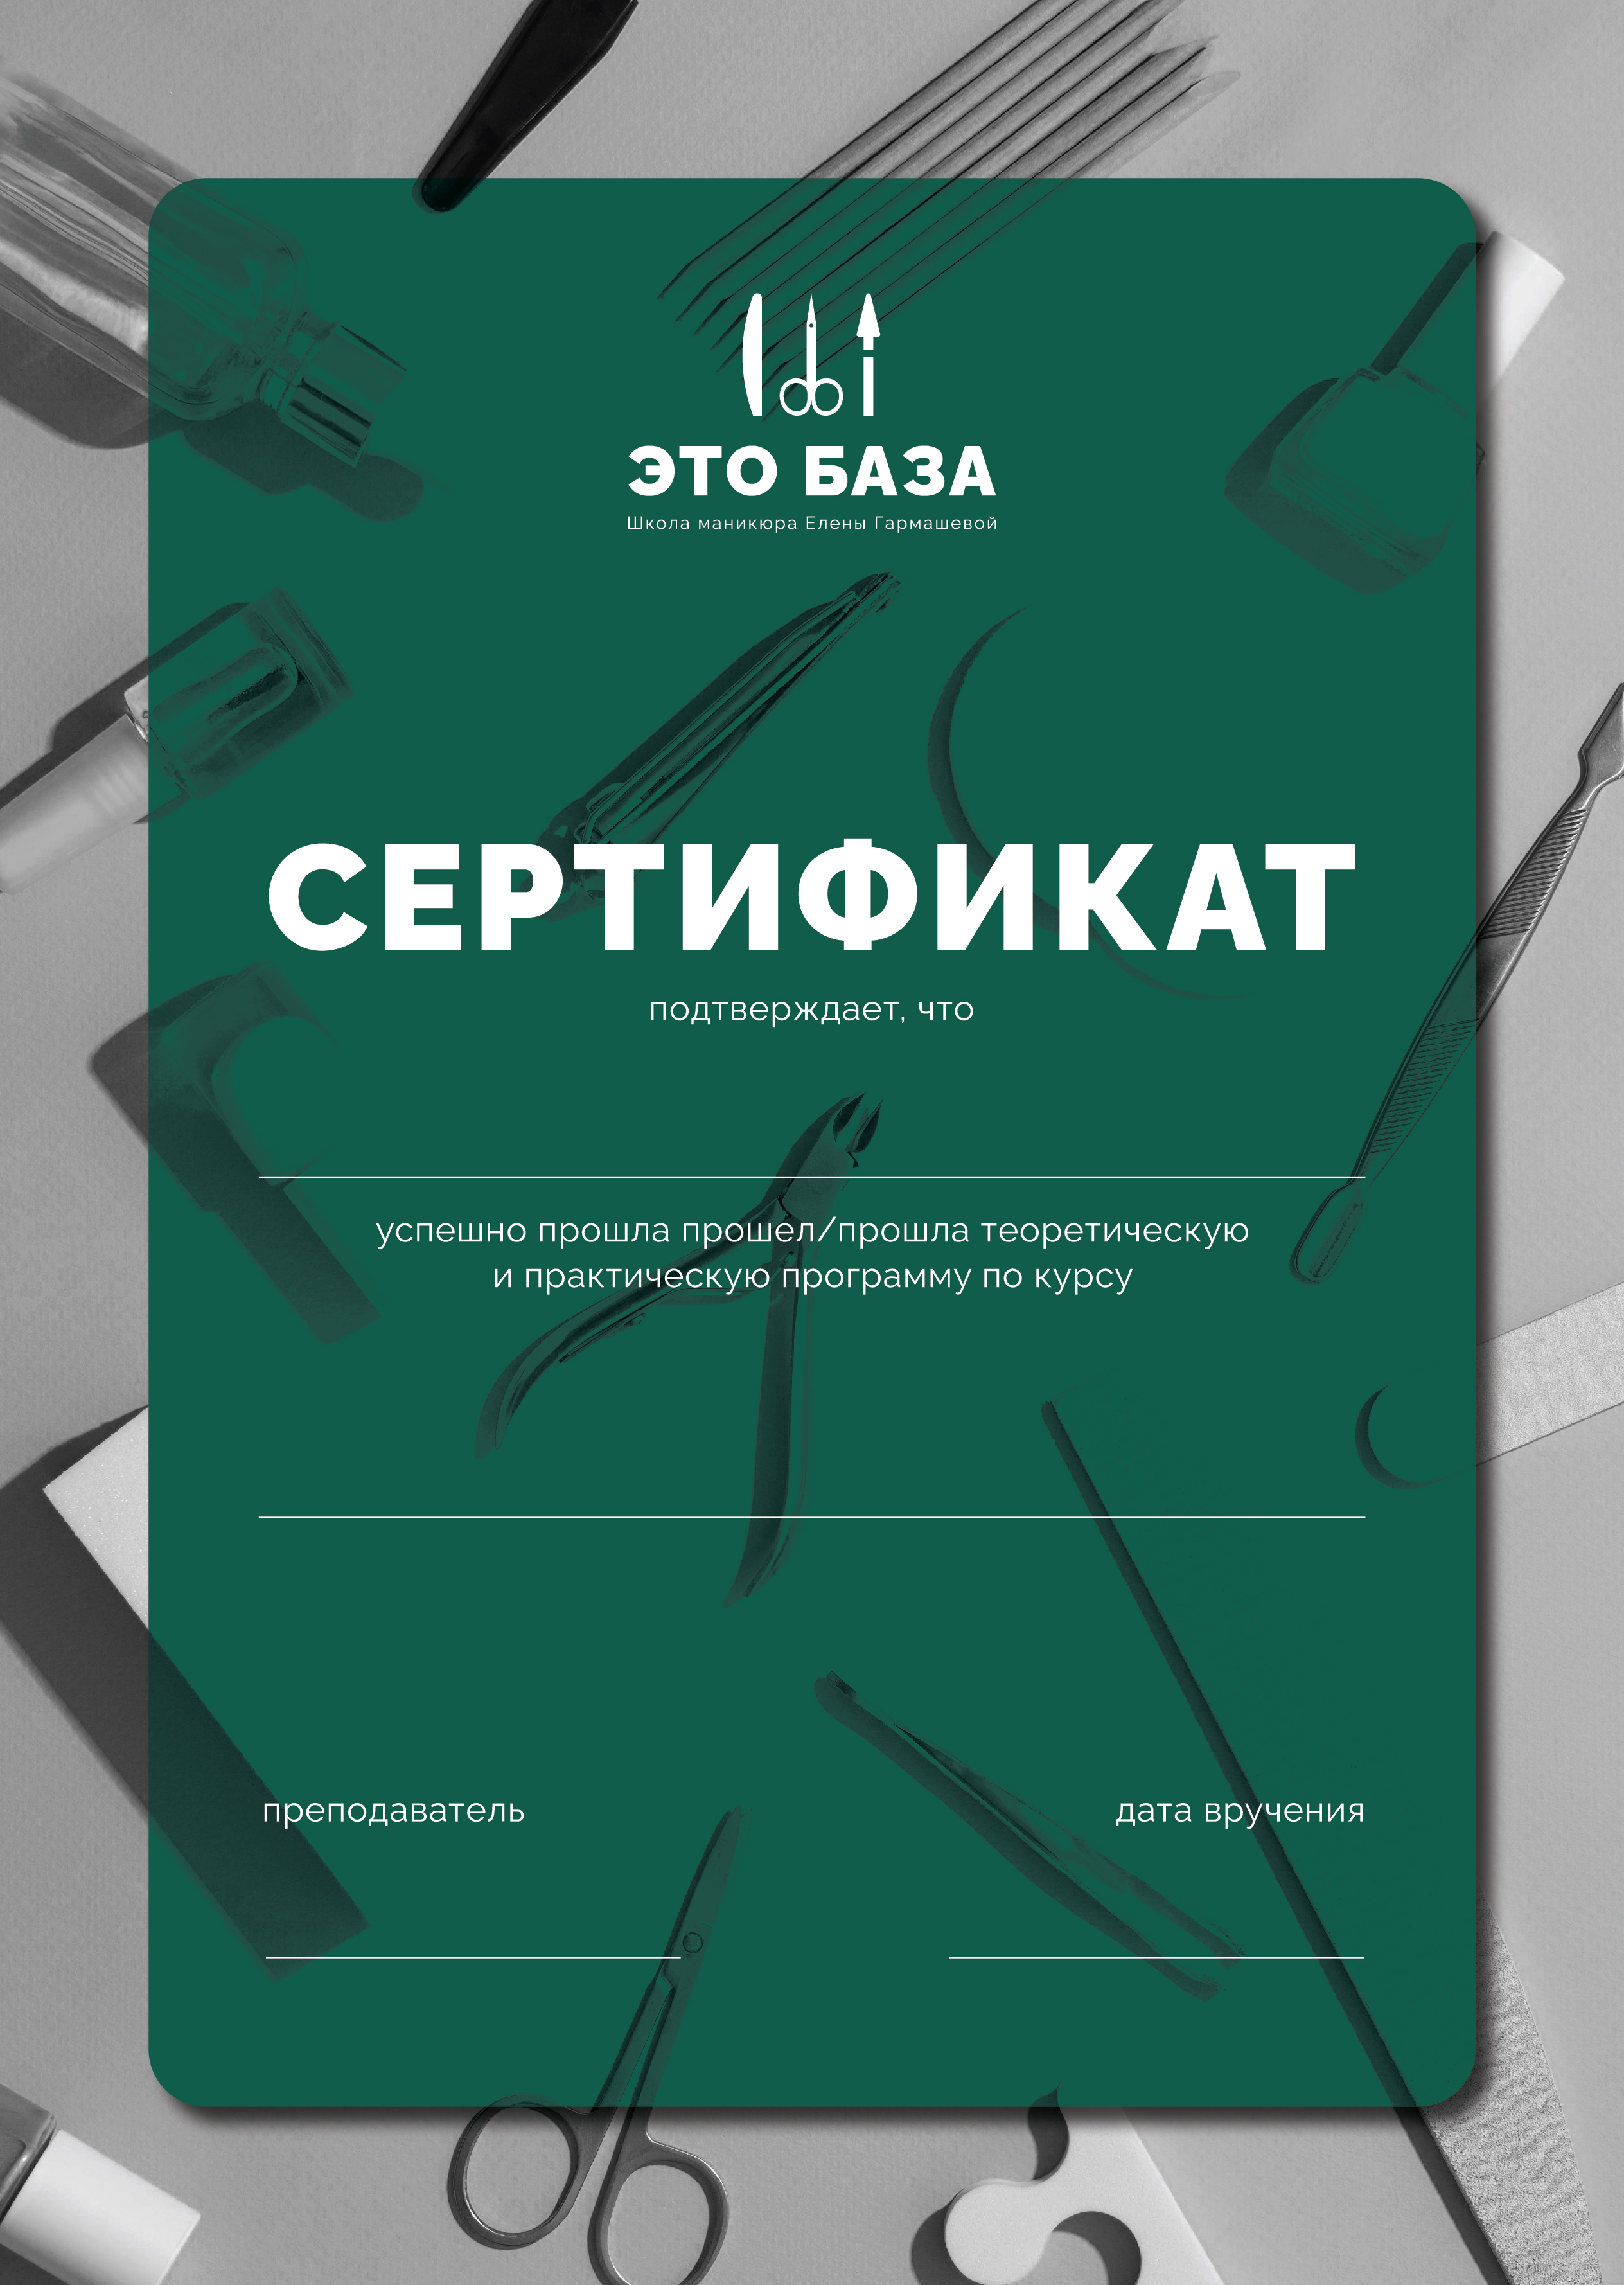 ЭТО БАЗА
Школа маникюра Елены Гармашевой
СЕРТИФИКАТ
подтверждает, что
успешно прошла прошел/прошла теоретическую
и практическую программу по курсу
преподаватель
дата вручения